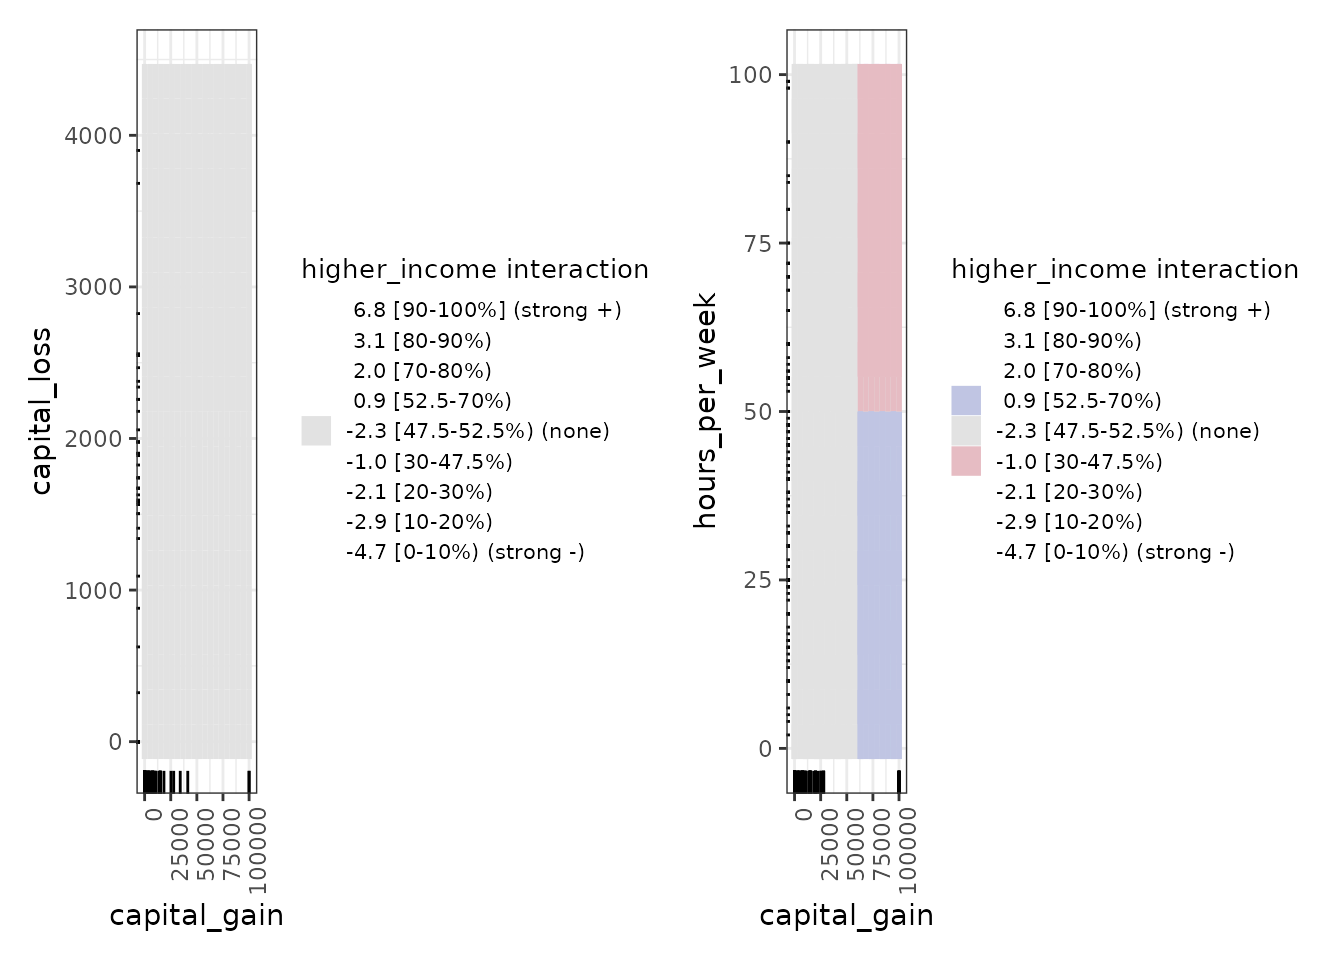 capital_loss
4000
3000
2000
1000
0
0
25000
50000
75000
100000
capital_gain
higher_income interaction
6.8 [90-100%] (strong +)
3.1 [80-90%)
2.0 [70-80%)
0.9 [52.5-70%)
-2.3 [47.5-52.5%) (none)
-1.0 [30-47.5%)
-2.1 [20-30%)
-2.9 [10-20%)
-4.7 [0-10%) (strong -)
hours_per_week
100
75
50
25
0
0
25000
50000
75000
100000
capital_gain
higher_income interaction
6.8 [90-100%] (strong +)
3.1 [80-90%)
2.0 [70-80%)
0.9 [52.5-70%)
-2.3 [47.5-52.5%) (none)
-1.0 [30-47.5%)
-2.1 [20-30%)
-2.9 [10-20%)
-4.7 [0-10%) (strong -)